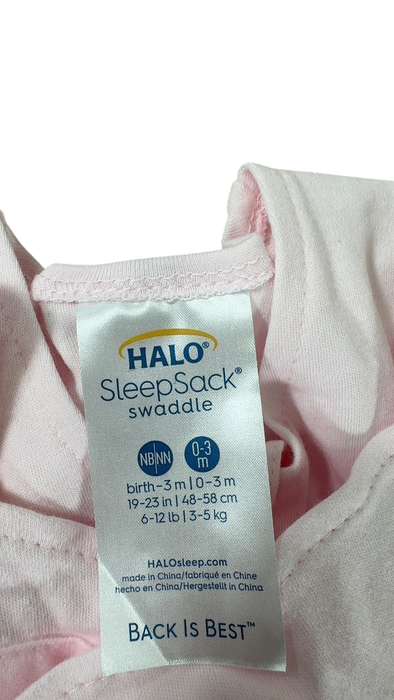 HALO®
SleepSack®
swaddle
NB|NN 0-3 m
birth–3 m | 0–3 m
19-23 in | 48-58 cm
6-12 lb | 3-5 kg
HALOsleep.com
made in China/fabriqué en Chine
hecho en China/Hergestellt in China
BACK IS BEST™